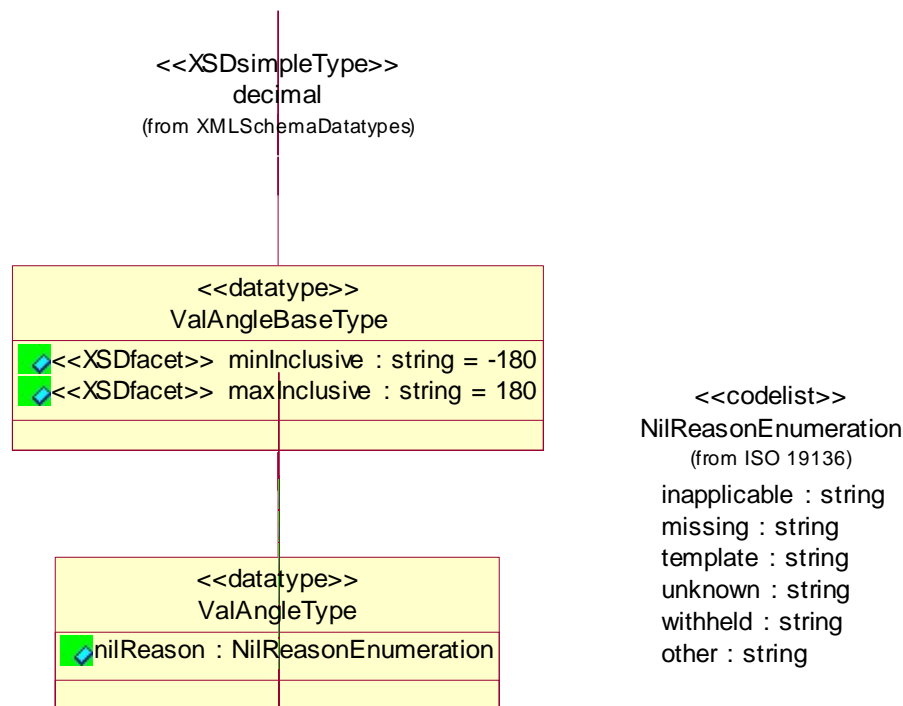 <<XSDsimpleType>>
decimal
(from XMLSchemaDatatypes)
<<datatype>>
ValAngleBaseType
<<XSDfacet>> minInclusive : string = -180
<<XSDfacet>> maxInclusive : string = 180
<<datatype>>
ValAngleType
nilReason : NilReasonEnumeration
<<codelist>>
NilReasonEnumeration
(from ISO 19136)
inapplicable : string
missing : string
template : string
unknown : string
withheld : string
other : string